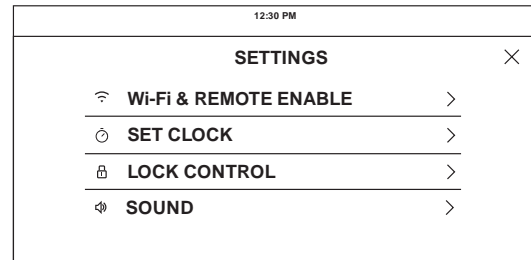 12:30 PM
SETTINGS
Wi-Fi & REMOTE ENABLE
SET CLOCK
LOCK CONTROL
SOUND